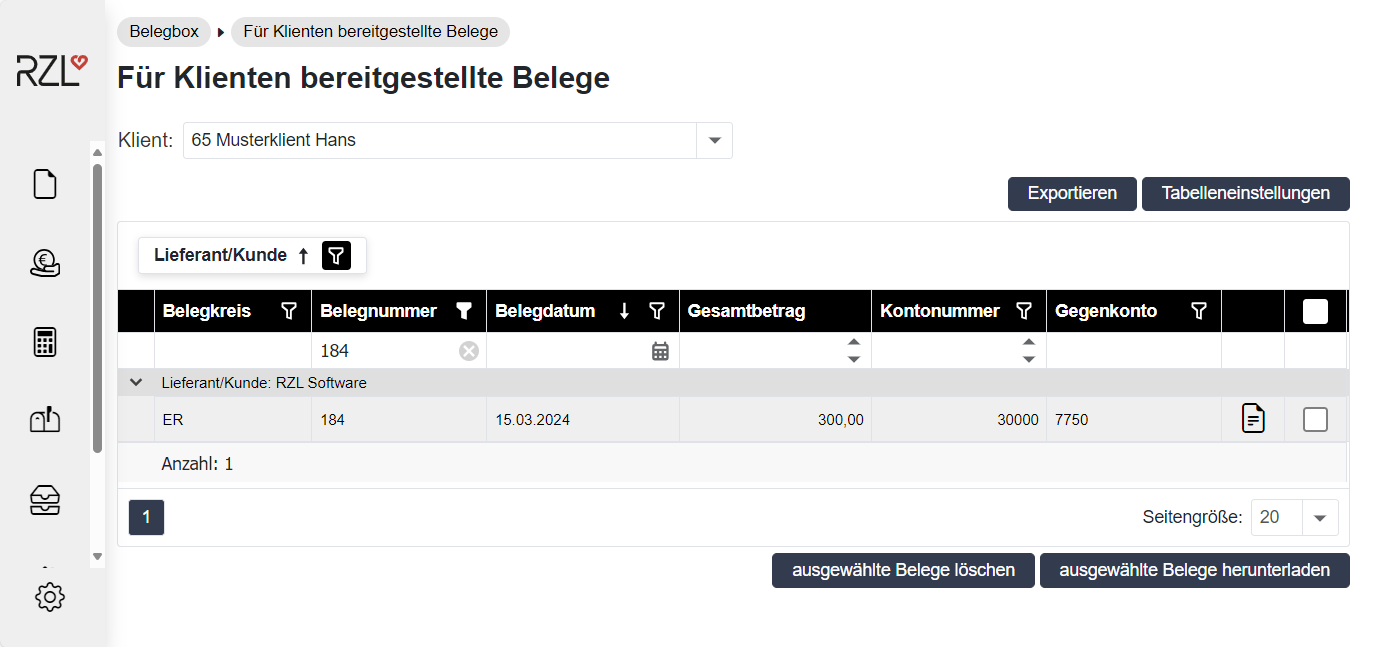 RZL
Belegbox Für Klienten bereitgestellte Belege
Für Klienten bereitgestellte Belege
Klient: 65 Musterklient Hans
Exportieren Tabelleneinstellungen
Lieferant/Kunde
Belegkreis Belegnummer Belegdatum Gesamtbetrag Kontonummer Gegenkonto
184
Lieferant/Kunde: RZL Software
ER 184 15.03.2024 300,00 30000 7750
Anzahl: 1
1 Seitengröße: 20
ausgewählte Belege löschen ausgewählte Belege herunterladen